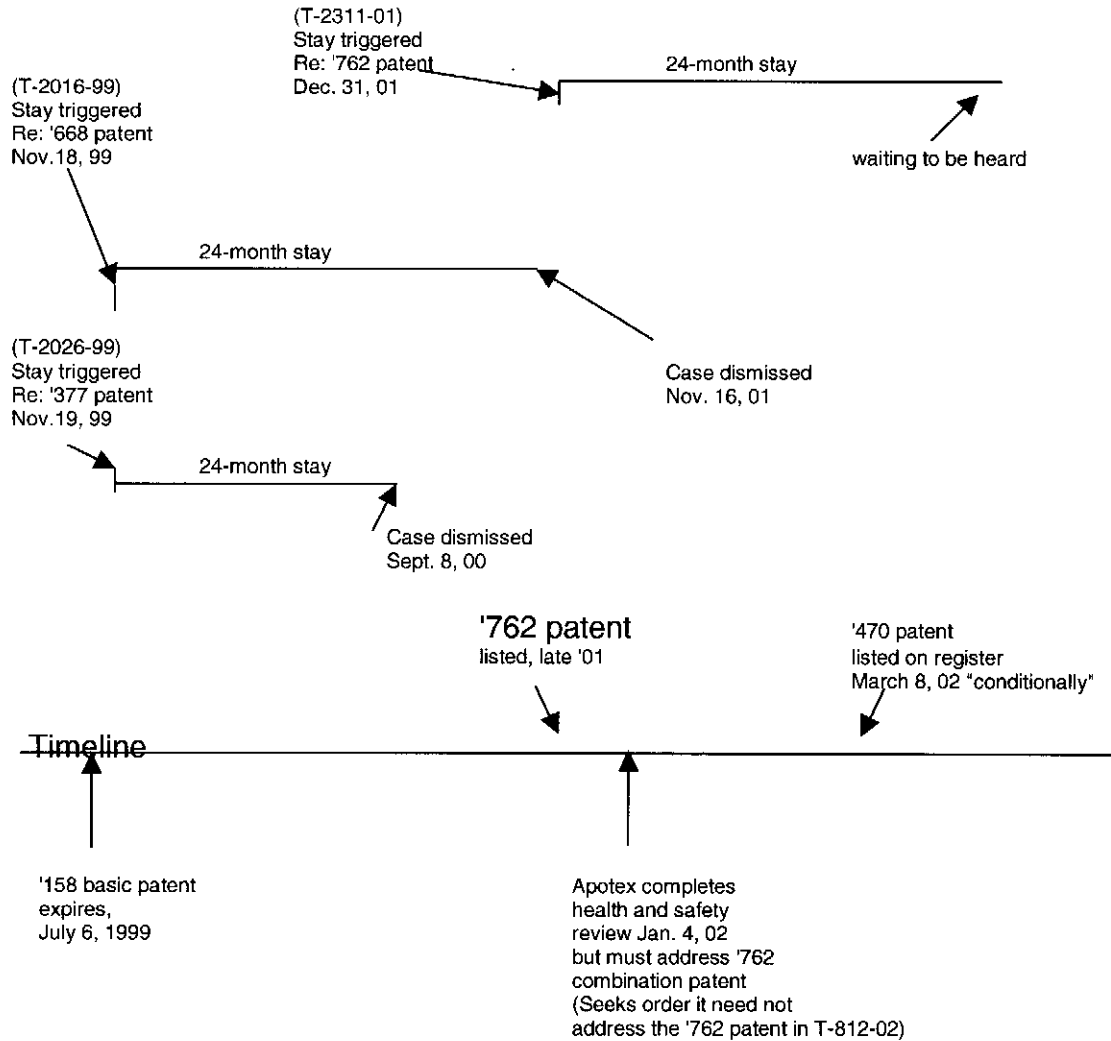 (T-2311-01)
Stay triggered
Re: '762 patent
Dec. 31, 01
24-month stay
waiting to be heard
(T-2016-99)
Stay triggered
Re: '668 patent
Nov.18, 99
24-month stay
Case dismissed
Nov. 16, 01
(T-2026-99)
Stay triggered
Re: '377 patent
Nov.19, 99
24-month stay
Case dismissed
Sept. 8, 00
'762 patent
listed, late '01
'470 patent
listed on register
March 8, 02 "conditionally"
Timeline
'158 basic patent
expires,
July 6, 1999
Apotex completes
health and safety
review Jan. 4, 02
but must address '762
combination patent
(Seeks order it need not
address the '762 patent in T-812-02)